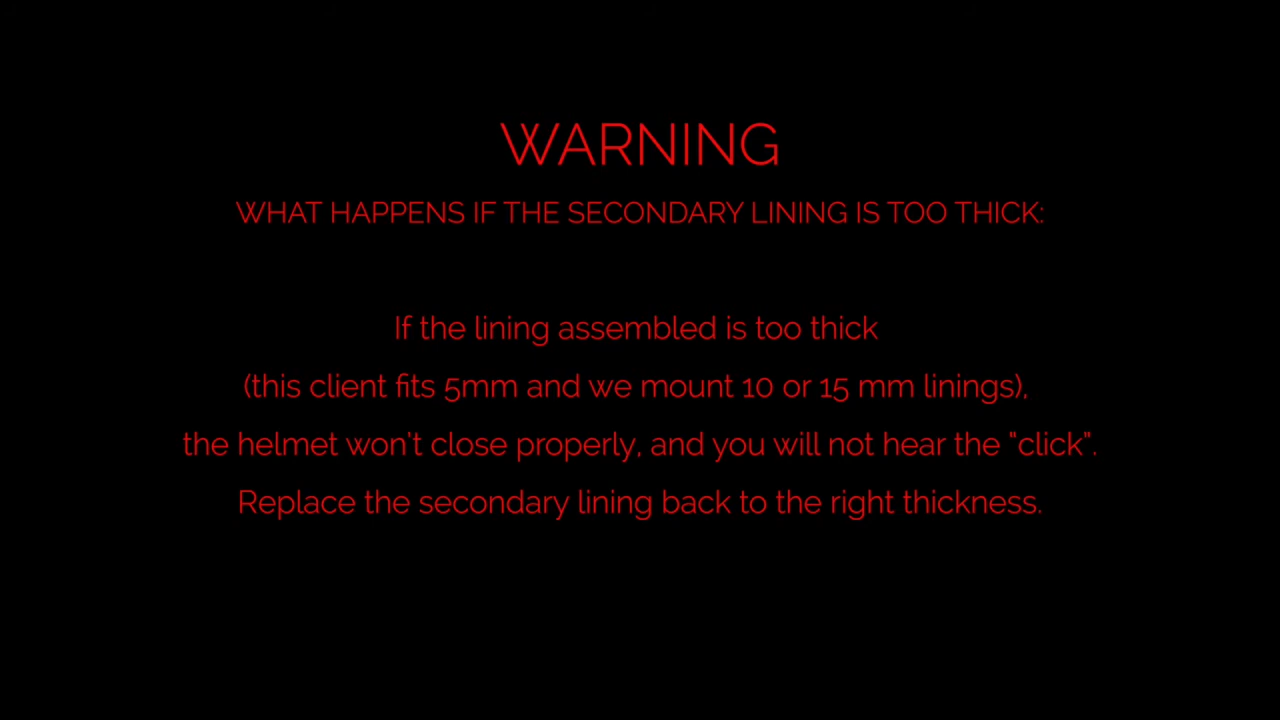 WARNING
WHAT HAPPENS IF THE SECONDARY LINING IS TOO THICK:
If the lining assembled is too thick
(this client fits 5mm and we mount 10 or 15 mm linings),
the helmet won't close properly, and you will not hear the "click".
Replace the secondary lining back to the right thickness.